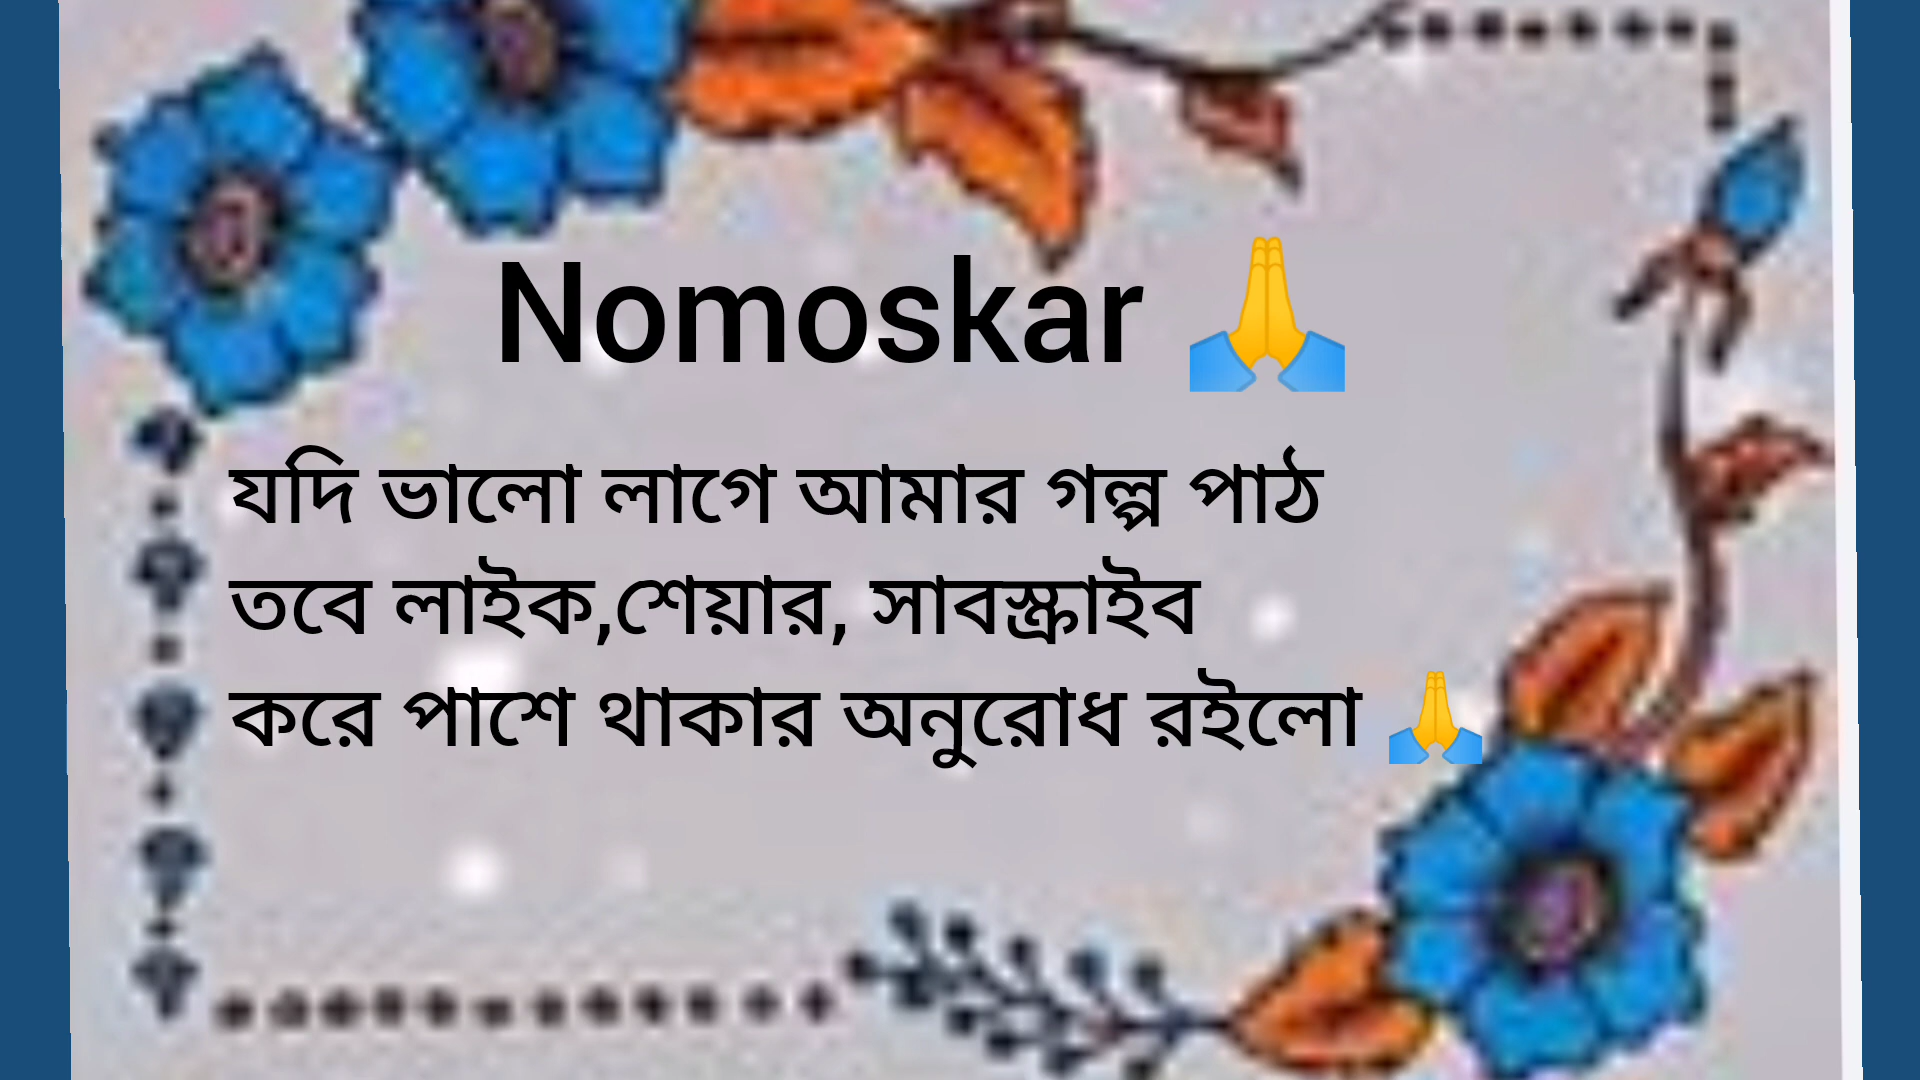 Nomoskar 🙏
যদি ভালো লাগে আমার গল্প পাঠ
তবে লাইক,শেয়ার, সাবস্ক্রাইব
করে পাশে থাকার অনুরোধ রইলো 🙏